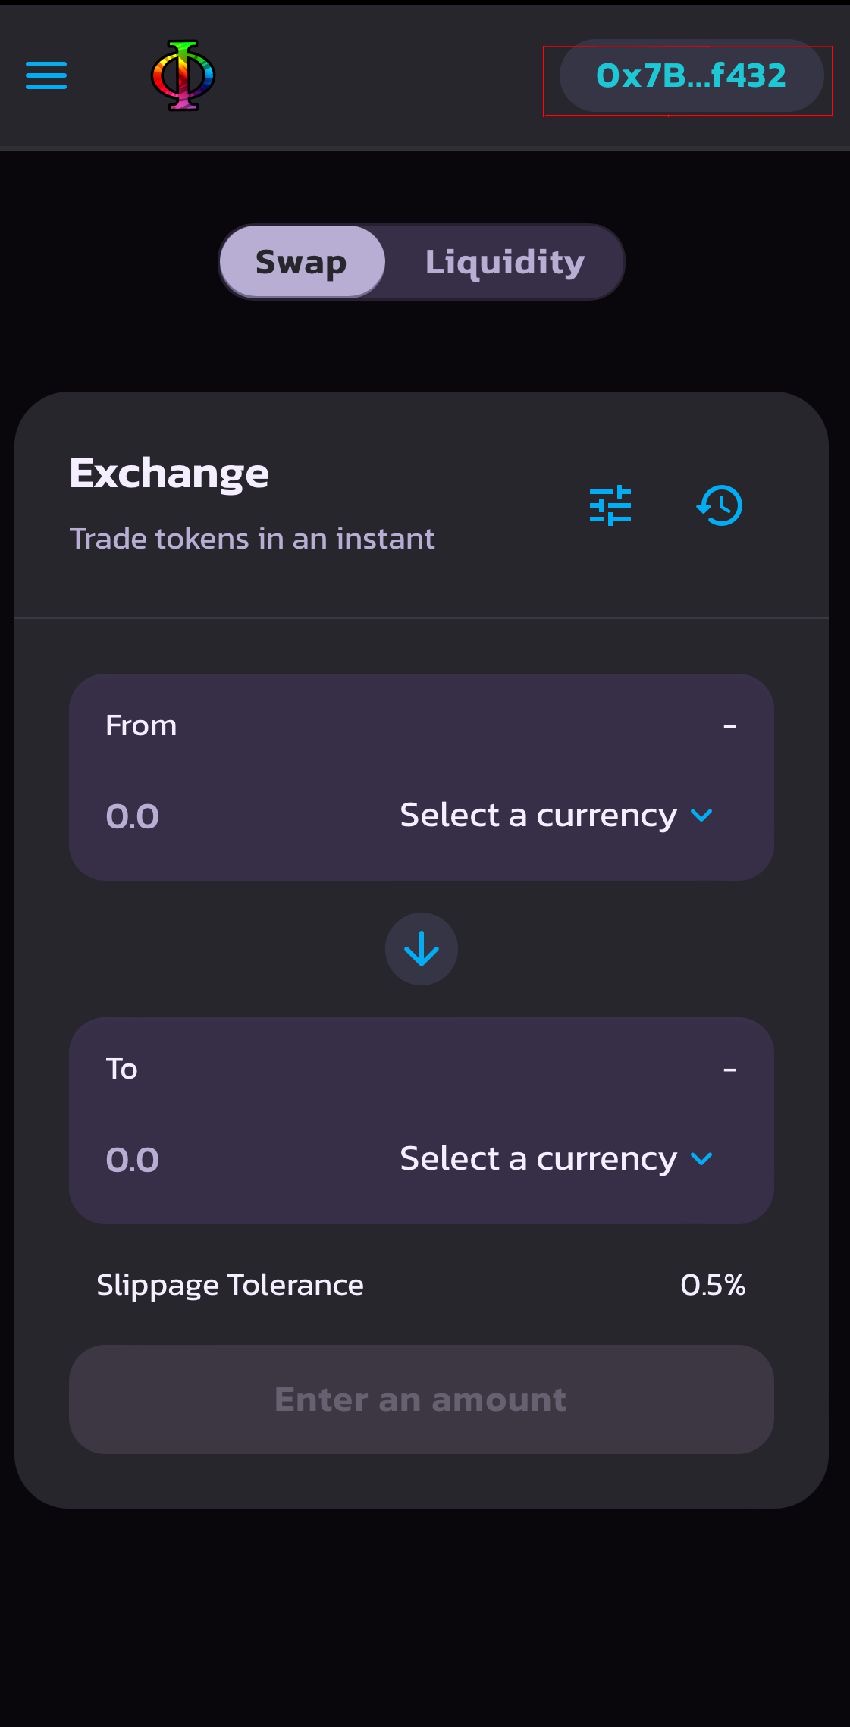 0x7B...f432
Swap
Liquidity
Exchange
Trade tokens in an instant
From
-
0.0
Select a currency
To
-
0.0
Select a currency
Slippage Tolerance
0.5%
Enter an amount